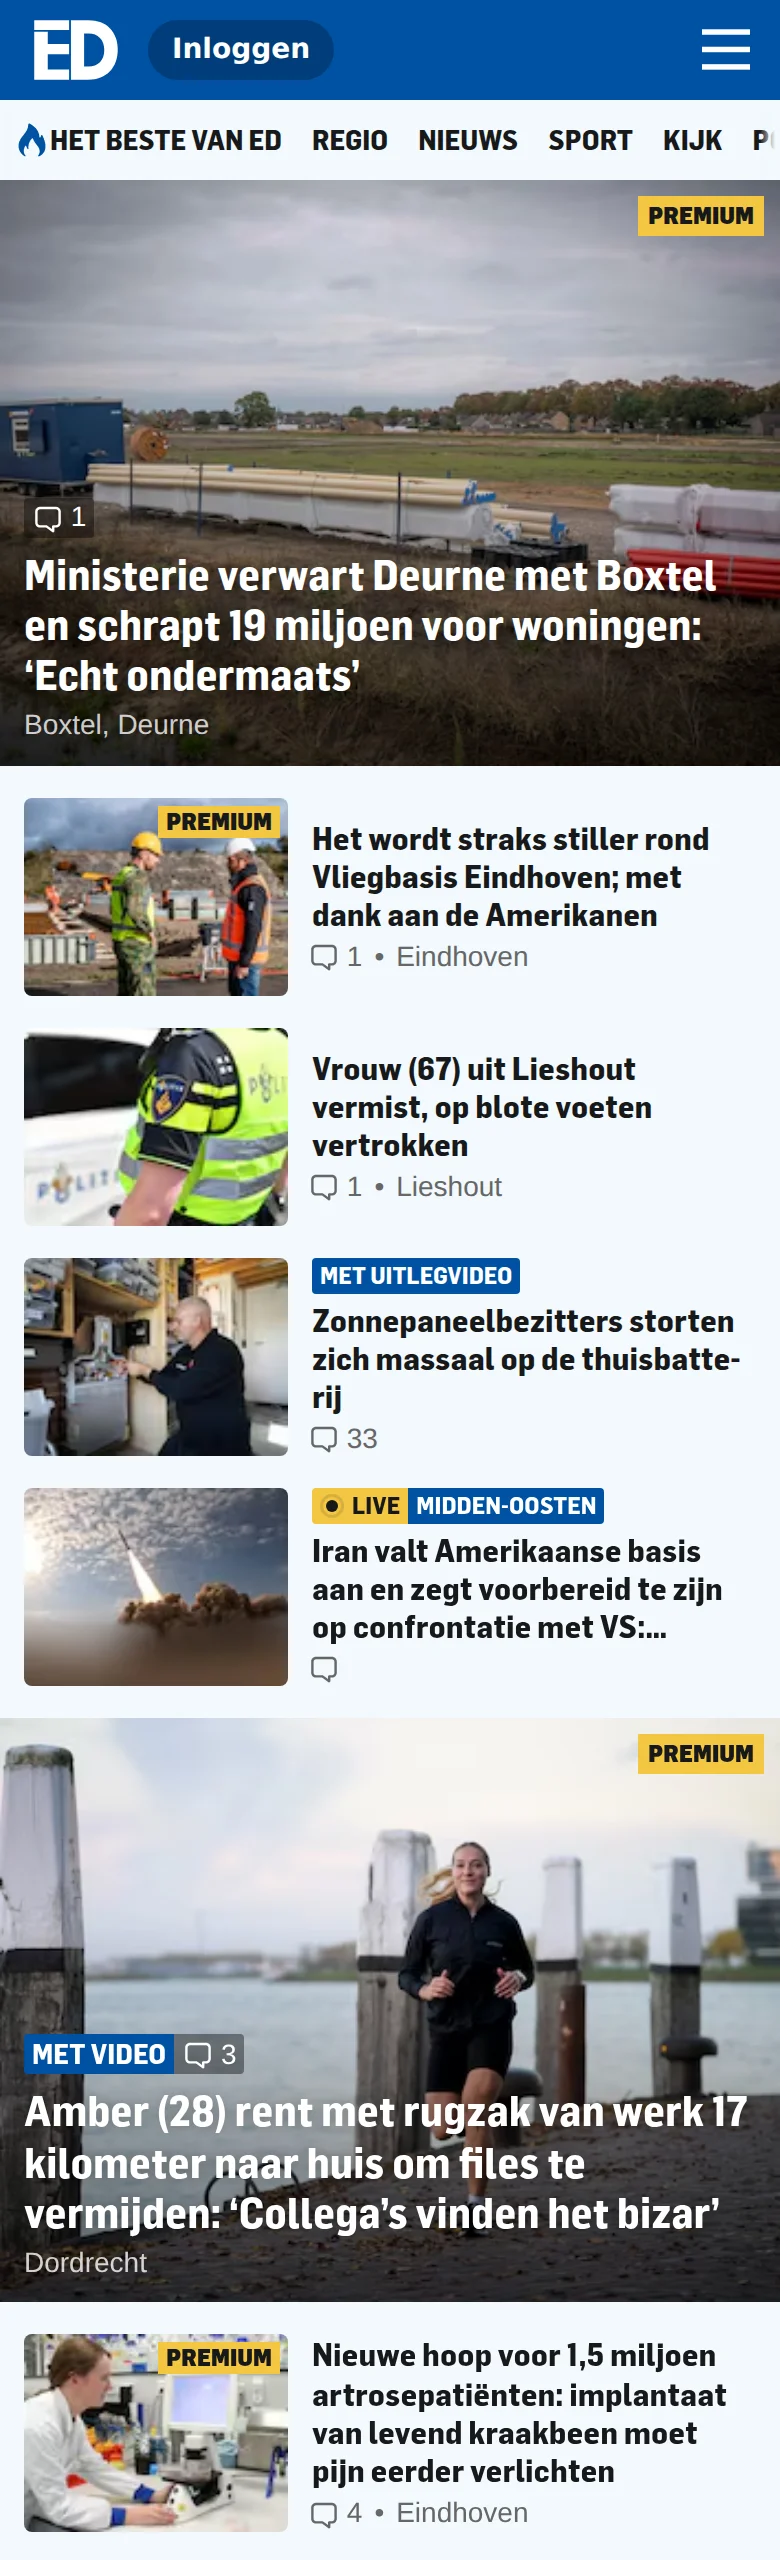 ED
Inloggen
HET BESTE VAN ED REGIO NIEUWS SPORT KIJK
PREMIUM
1
Ministerie verwart Deurne met Boxtel
en schrapt 19 miljoen voor woningen:
‘Echt ondermaats’
Boxtel, Deurne
PREMIUM
Het wordt straks stiller rond
Vliegbasis Eindhoven; met
dank aan de Amerikanen
1 • Eindhoven
Vrouw (67) uit Lieshout
vermist, op blote voeten
vertrokken
1 • Lieshout
MET UITLEGVIDEO
Zonnepaneelbezitters storten
zich massaal op de thuisbatte-
rij
33
LIVE MIDDEN-OOSTEN
Iran valt Amerikaanse basis
aan en zegt voorbereid te zijn
op confrontatie met VS:...
PREMIUM
MET VIDEO 3
Amber (28) rent met rugzak van werk 17
kilometer naar huis om files te
vermijden: ‘Collega’s vinden het bizar’
Dordrecht
PREMIUM
Nieuwe hoop voor 1,5 miljoen
artrosepatiënten: implantaat
van levend kraakbeen moet
pijn eerder verlichten
4 • Eindhoven